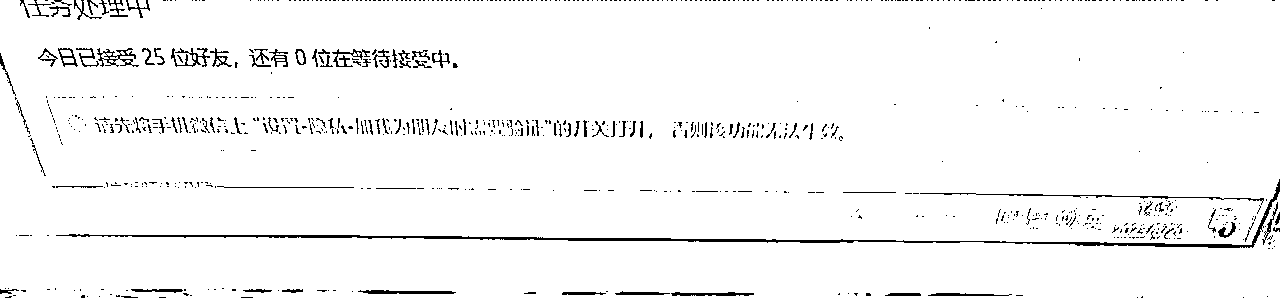 任务处理中
今日已接受 25 位好友，还有 0 位在等待接受中。
请先将手机微信上“设置-隐私-加我为朋友时需要验证”的开关打开， 否则该功能无法生效。